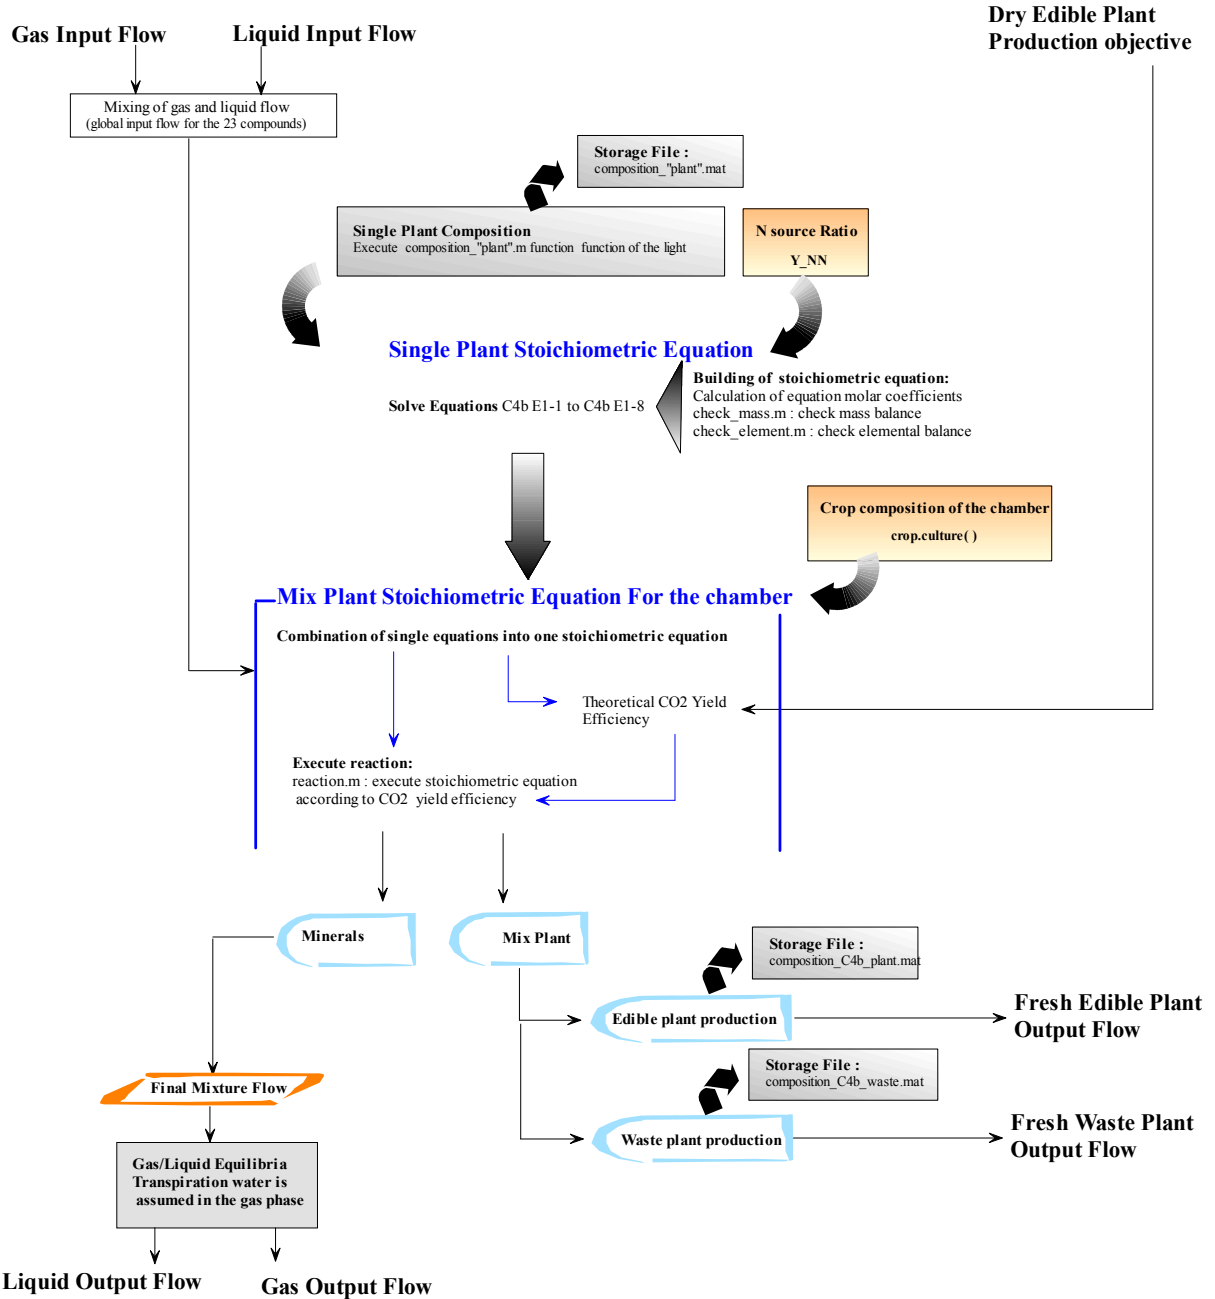 Gas Input Flow
Liquid Input Flow
Dry Edible Plant
Production objective
Mixing of gas and liquid flow
(global input flow for the 23 compounds)
Storage File :
composition_"plant".mat
Single Plant Composition
Execute composition_"plant".m function function of the light
N source Ratio
Y_NN
Single Plant Stoichiometric Equation
Solve Equations C4b E1-1 to C4b E1-8
Building of stoichiometric equation:
Calculation of equation molar coefficients
check_mass.m : check mass balance
check_element.m : check elemental balance
Crop composition of the chamber
crop.culture( )
Mix Plant Stoichiometric Equation For the chamber
Combination of single equations into one stoichiometric equation
Theoretical CO2 Yield
Efficiency
Execute reaction:
reaction.m : execute stoichiometric equation
according to CO2 yield efficiency
Minerals
Mix Plant
Storage File :
composition_C4b_plant.mat
Edible plant production
Fresh Edible Plant
Output Flow
Storage File :
composition_C4b_waste.mat
Final Mixture Flow
Waste plant production
Fresh Waste Plant
Output Flow
Gas/Liquid Equilibria
Transpiration water is
assumed in the gas phase
Liquid Output Flow
Gas Output Flow